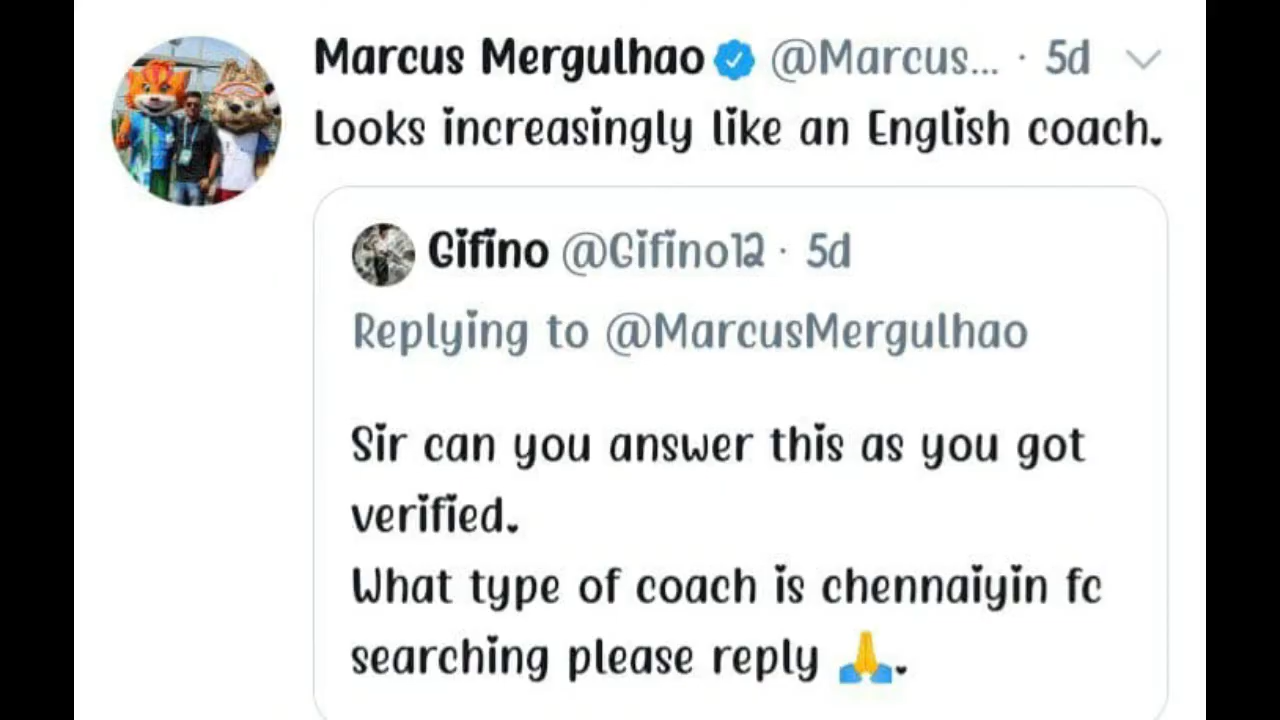 Marcus Mergulhao @Marcus... · 5d
Looks increasingly like an English coach.
Gifino @Gifino12 · 5d
Replying to @MarcusMergulhao
Sir can you answer this as you got
verified.
What type of coach is chennaiyin fc
searching please reply 🙏.